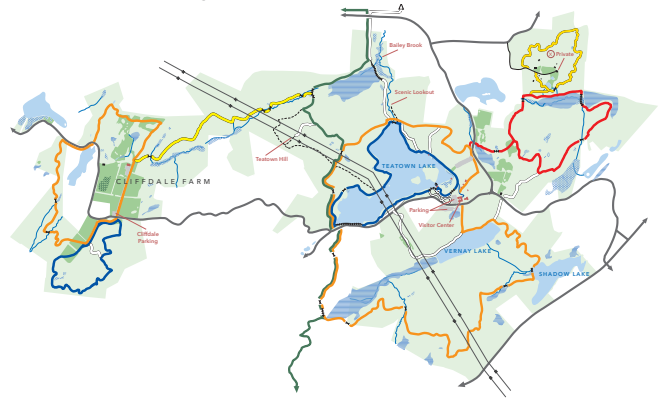 Bailey Brook
Private
Scenic Lookout
Teatown Hill
TEATOWN LAKE
CLIFFDALE FARM
Parking
Visitor Center
Cliffdale
Parking
VERNAY LAKE
SHADOW LAKE